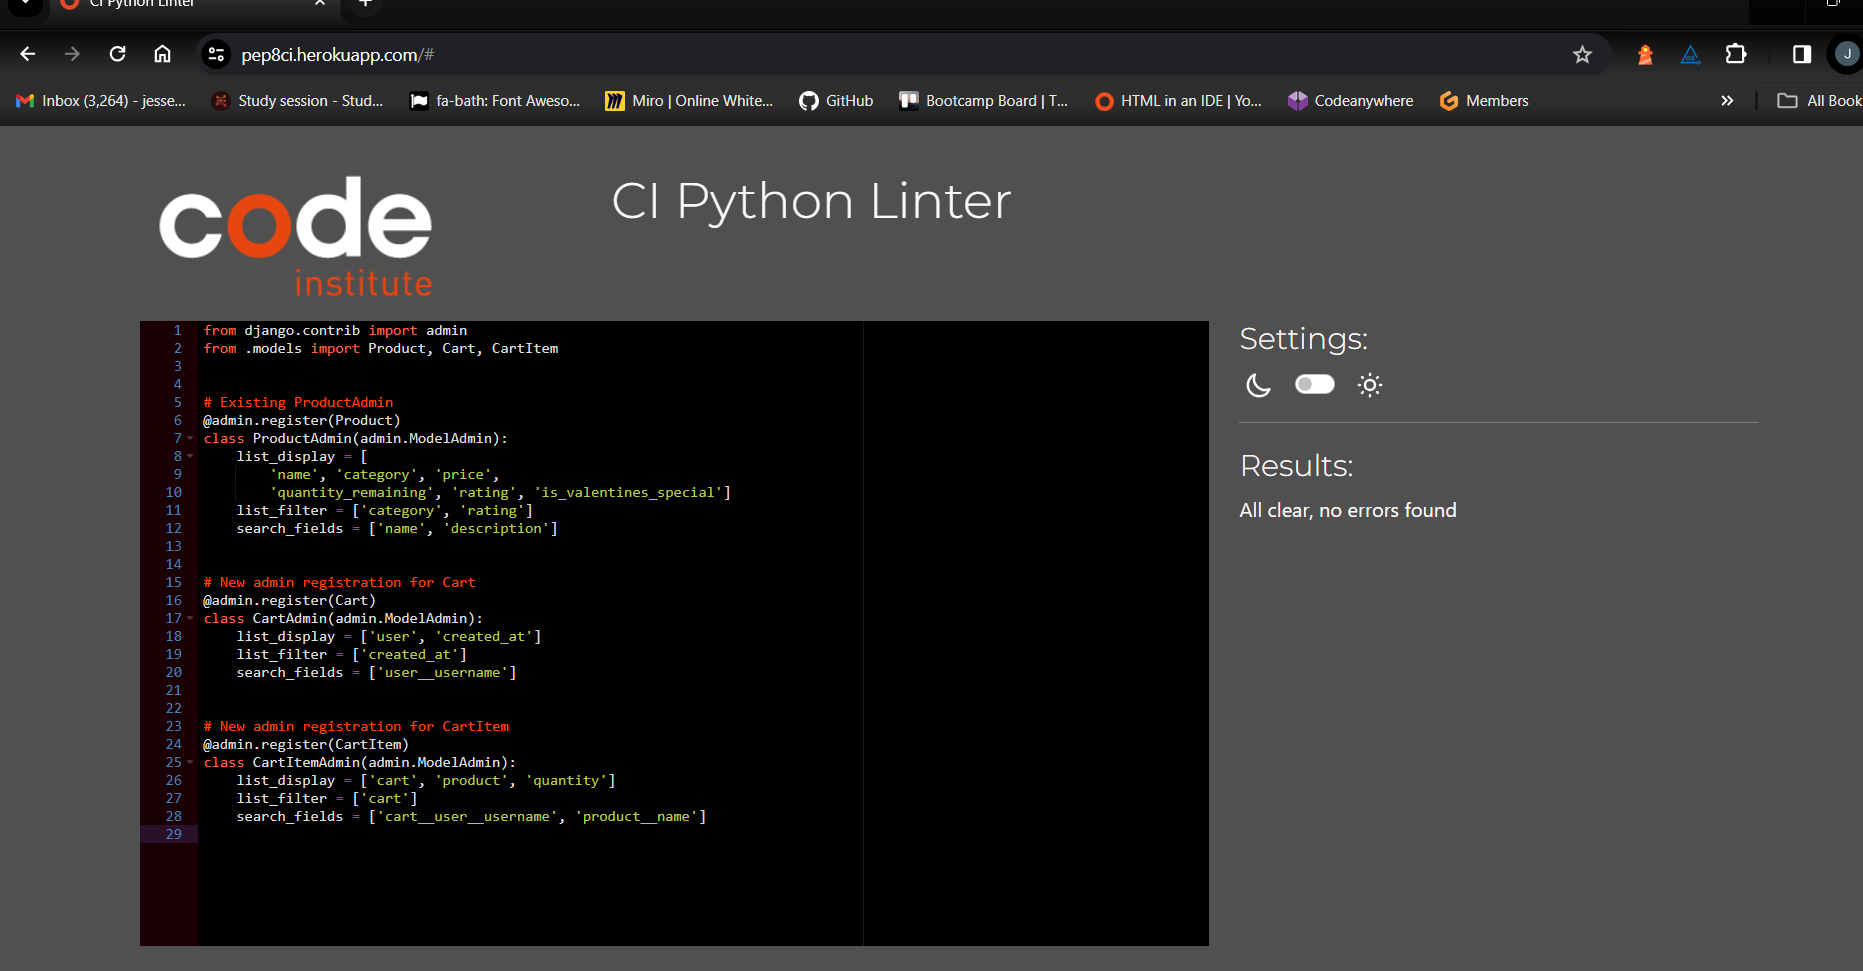 CI Python Linter
pep8ci.herokuapp.com/#
J
Inbox (3,264) - jesse...
Study session - Stud...
fa-bath: Font Aweso...
Miro | Online White...
GitHub
Bootcamp Board | T...
HTML in an IDE | Yo...
Codeanywhere
Members
All Book
code
institute
CI Python Linter
1 from django.contrib import admin
2 from .models import Product, Cart, CartItem
3
4
5 # Existing ProductAdmin
6 @admin.register(Product)
7 class ProductAdmin(admin.ModelAdmin):
8     list_display = [
9         'name', 'category', 'price',
10         'quantity_remaining', 'rating', 'is_valentines_special']
11     list_filter = ['category', 'rating']
12     search_fields = ['name', 'description']
13
14
15 # New admin registration for Cart
16 @admin.register(Cart)
17 class CartAdmin(admin.ModelAdmin):
18     list_display = ['user', 'created_at']
19     list_filter = ['created_at']
20     search_fields = ['user__username']
21
22
23 # New admin registration for CartItem
24 @admin.register(CartItem)
25 class CartItemAdmin(admin.ModelAdmin):
26     list_display = ['cart', 'product', 'quantity']
27     list_filter = ['cart']
28     search_fields = ['cart__user__username', 'product__name']
29
Settings:
Results:
All clear, no errors found